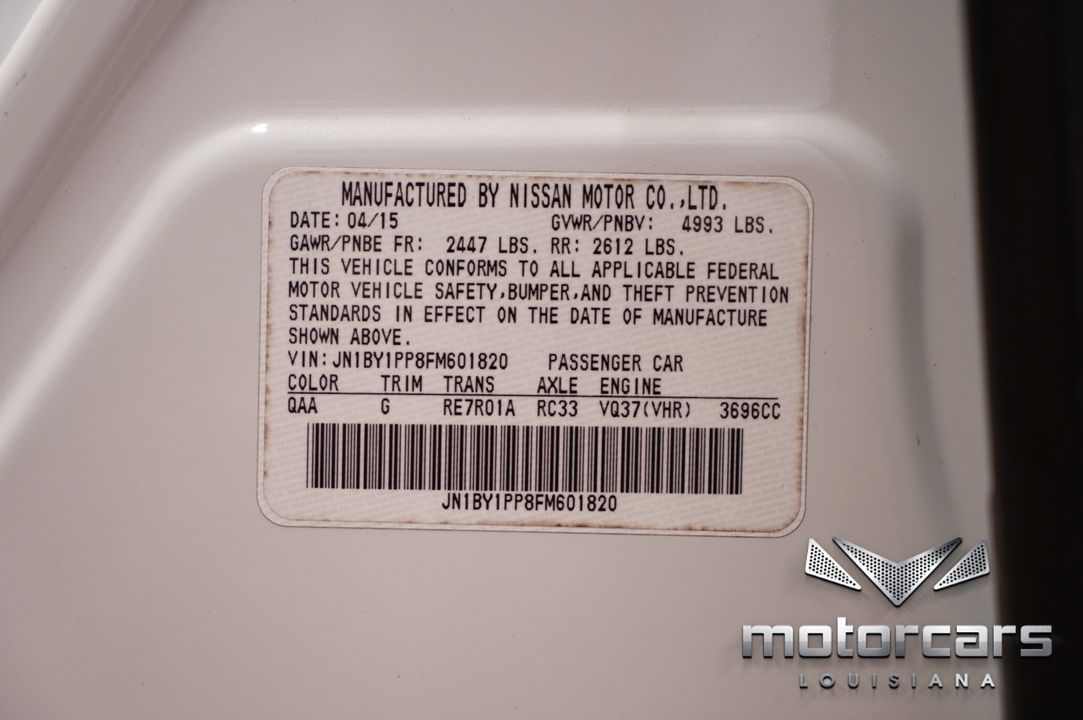 MANUFACTURED BY NISSAN MOTOR CO.,LTD.
DATE: 04/15 GVWR/PNBV: 4993 LBS.
GAWR/PNBE FR: 2447 LBS. RR: 2612 LBS.
THIS VEHICLE CONFORMS TO ALL APPLICABLE FEDERAL
MOTOR VEHICLE SAFETY,BUMPER,AND THEFT PREVENTION
STANDARDS IN EFFECT ON THE DATE OF MANUFACTURE
SHOWN ABOVE.
VIN: JN1BY1PP8FM601820 PASSENGER CAR
COLOR TRIM TRANS AXLE ENGINE
QAA G RE7R01A RC33 VQ37(VHR) 3696CC
JN1BY1PP8FM601820
motorcars
LOUISIANA